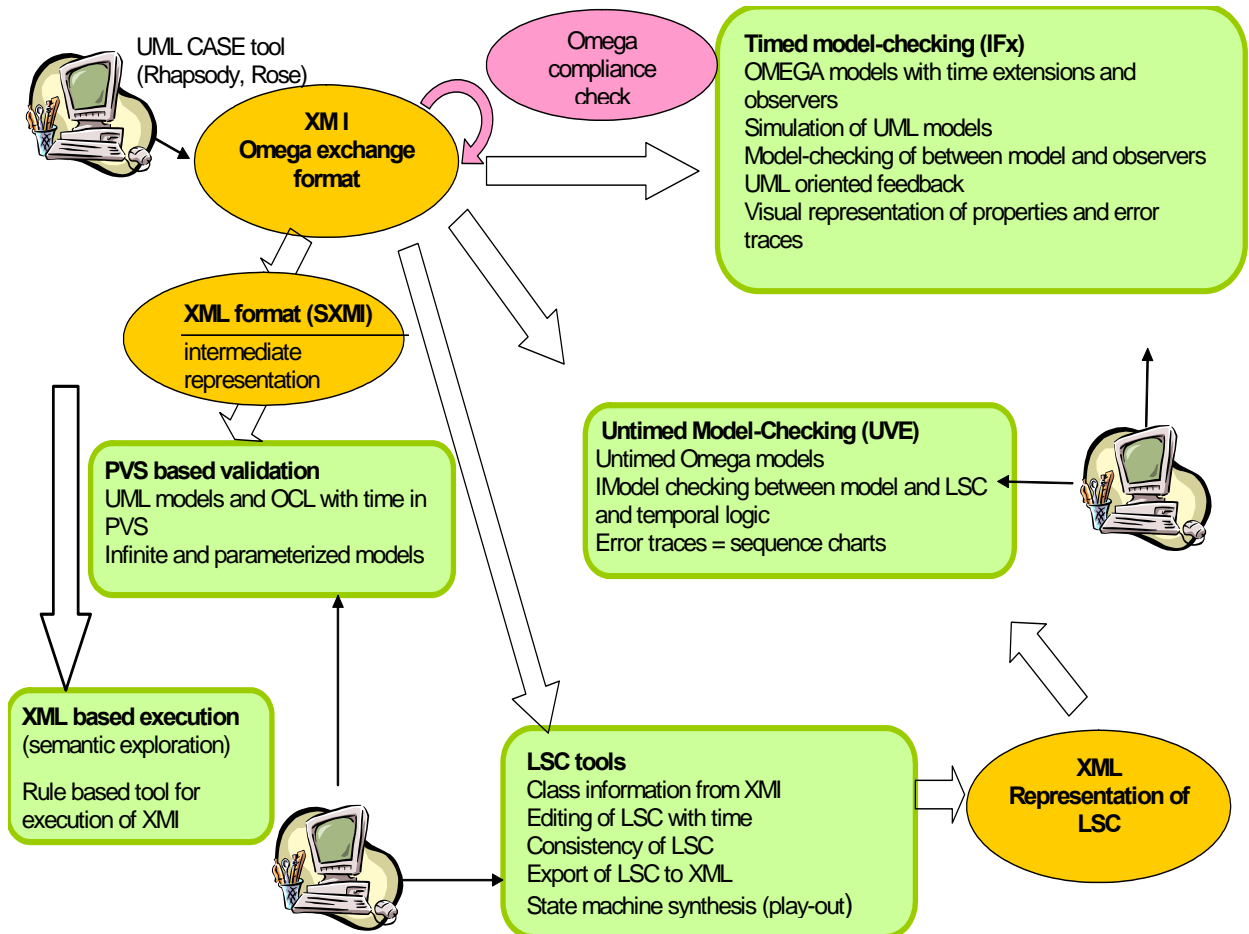 UML CASE tool
(Rhapsody, Rose)
XM I
Omega exchange
format
Omega
compliance
check
Timed model-checking (IFx)
OMEGA models with time extensions and
observers
Simulation of UML models
Model-checking of between model and observers
UML oriented feedback
Visual representation of properties and error
traces
XML format (SXMI)
intermediate
representation
PVS based validation
UML models and OCL with time in
PVS
Infinite and parameterized models
Untimed Model-Checking (UVE)
Untimed Omega models
IModel checking between model and LSC
and temporal logic
Error traces = sequence charts
XML based execution
(semantic exploration)
Rule based tool for
execution of XMI
LSC tools
Class information from XMI
Editing of LSC with time
Consistency of LSC
Export of LSC to XML
State machine synthesis (play-out)
XML
Representation of
LSC